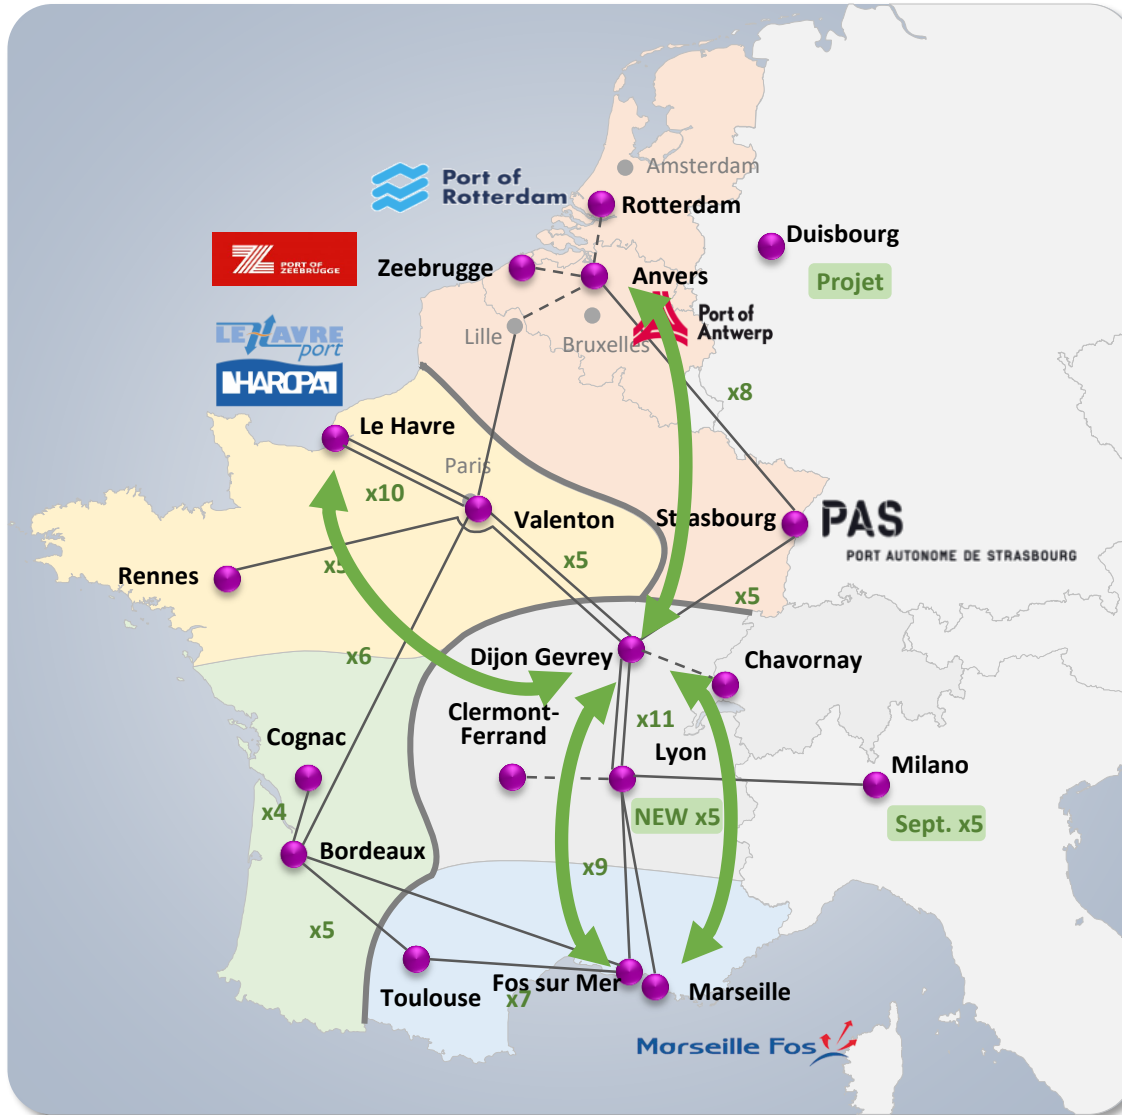 Amsterdam
Port of
Rotterdam
Rotterdam
Duisbourg
PORT OF
ZEEBRUGGE
Zeebrugge
Anvers
Projet
Port of
Antwerp
LE HAVRE
port
Lille
Bruxelles
HAROPA
x8
Le Havre
Paris
x10
Valenton
Strasbourg
PAS
PORT AUTONOME DE STRASBOURG
x5
x5
Rennes
x5
x6
Dijon Gevrey
Chavornay
Clermont-
Ferrand
x11
Cognac
Lyon
Milano
x4
NEW x5
Sept. x5
Bordeaux
x9
x5
Fos sur Mer
Toulouse
x7
Marseille
Marseille Fos